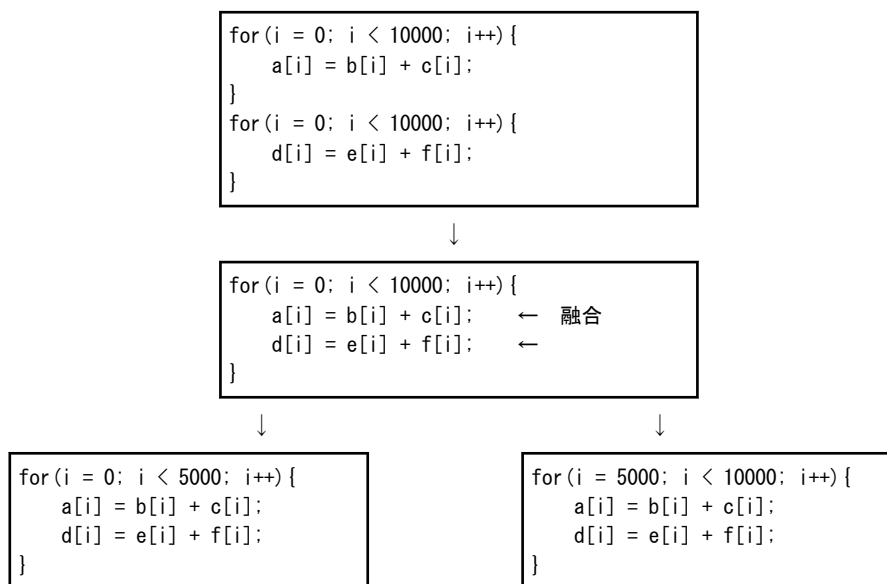 for(i = 0; i < 10000; i++){
a[i] = b[i] + c[i];
}
for(i = 0; i < 10000; i++){
d[i] = e[i] + f[i];
}
↓
for(i = 0; i < 10000; i++){
a[i] = b[i] + c[i]; ← 融合
d[i] = e[i] + f[i]; ←
}
↓ ↓
for(i = 0; i < 5000; i++){
a[i] = b[i] + c[i];
d[i] = e[i] + f[i];
}
for(i = 5000; i < 10000; i++){
a[i] = b[i] + c[i];
d[i] = e[i] + f[i];
}